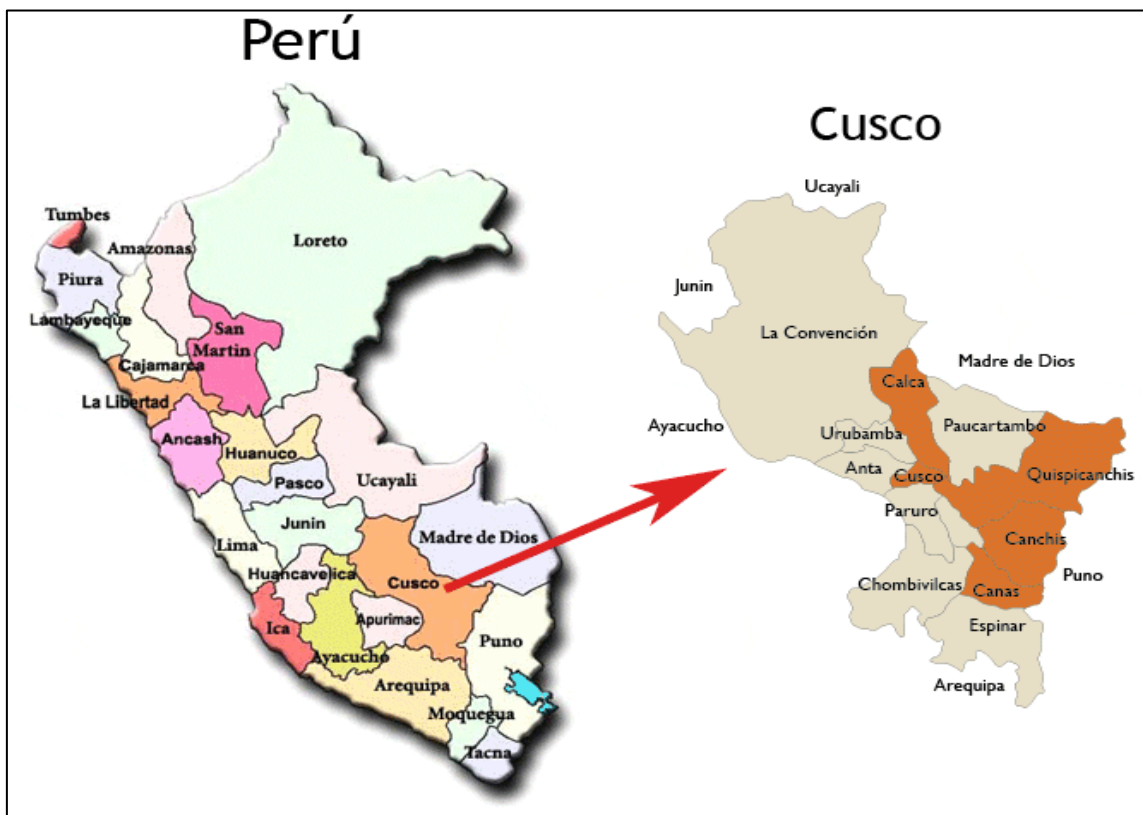 Perú
Tumbes
Amazonas
Loreto
Piura
Lambayeque
San
Martin
Cajamarca
La Libertad
Ancash
Huanuco
Ucayali
Pasco
Junin
Lima
Madre de Dios
Huancavelica
Cusco
Ica
Apurimac
Ayacucho
Puno
Arequipa
Moquegua
Tacna
Cusco
Ucayali
Junin
La Convención
Madre de Dios
Calca
Ayacucho
Urubamba
Paucartambo
Anta
Cusco
Quispicanchis
Paruro
Canchis
Chombivilcas
Canas
Puno
Espinar
Arequipa